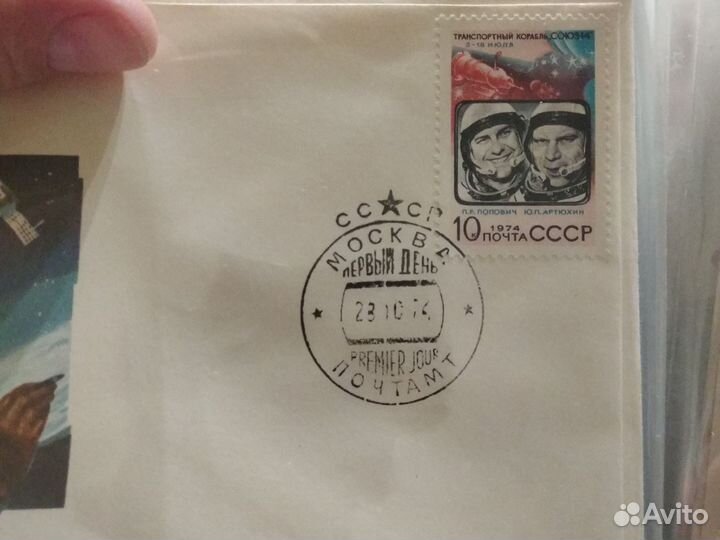 ТРАНСПОРТНЫЙ КОРАБЛЬ „СОЮЗ-14"
3-19 ИЮЛЯ
П.Р. ПОПОВИЧ Ю.П. АРТЮХИН
10к 1974 ПОЧТА СССР
СССР
МОСКВА
ПЕРВЫЙ ДЕНЬ
23 10 74
PREMIER JOUR
ПОЧТАМТ
Avito